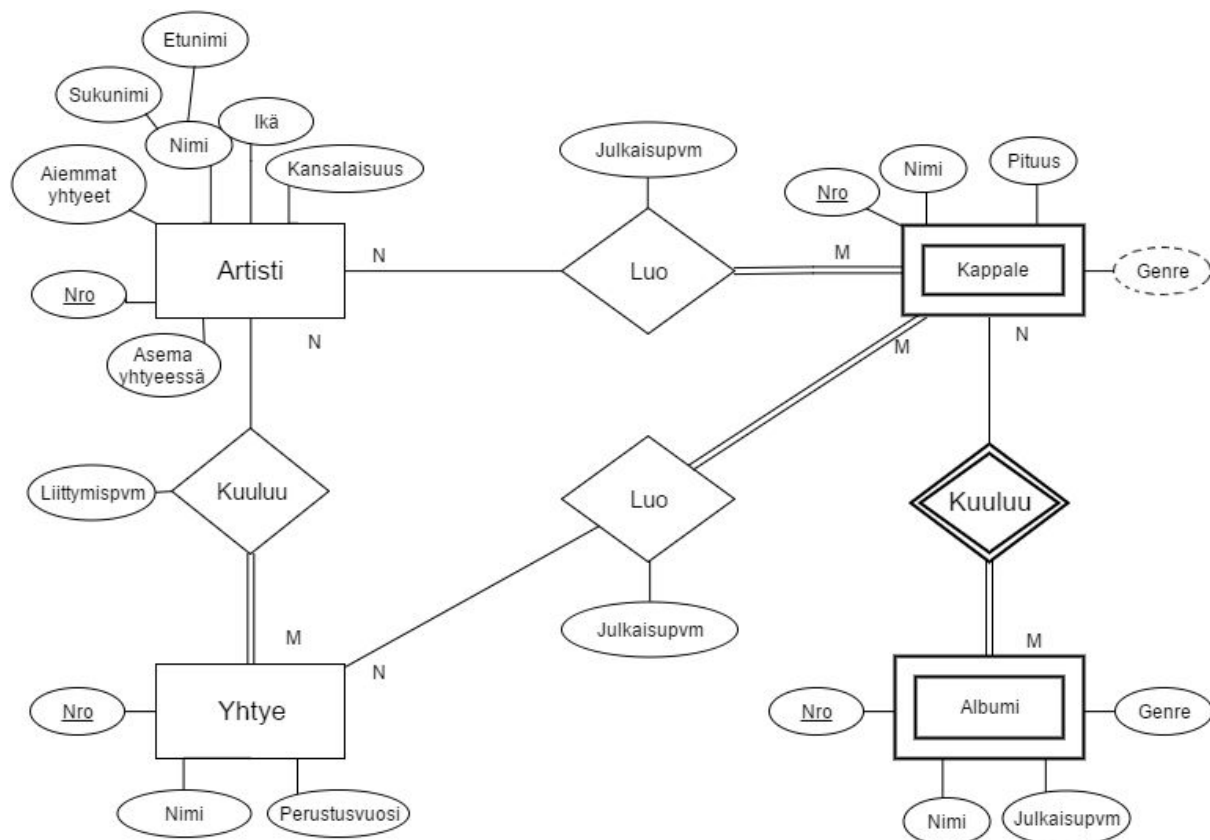 Etunimi
Sukunimi
Nimi
Ikä
Kansalaisuus
Aiemmat
yhtyeet
Artisti
Nro
Asema
yhtyeessä
N
N
Julkaisupvm
Luo
M
Nro
Nimi
Pituus
Kappale
Genre
M
N
Liittymispvm
Kuuluu
Luo
Julkaisupvm
Kuuluu
M
N
M
Nro
Yhtye
Nimi
Perustusvuosi
Nro
Albumi
Genre
Nimi
Julkaisupvm